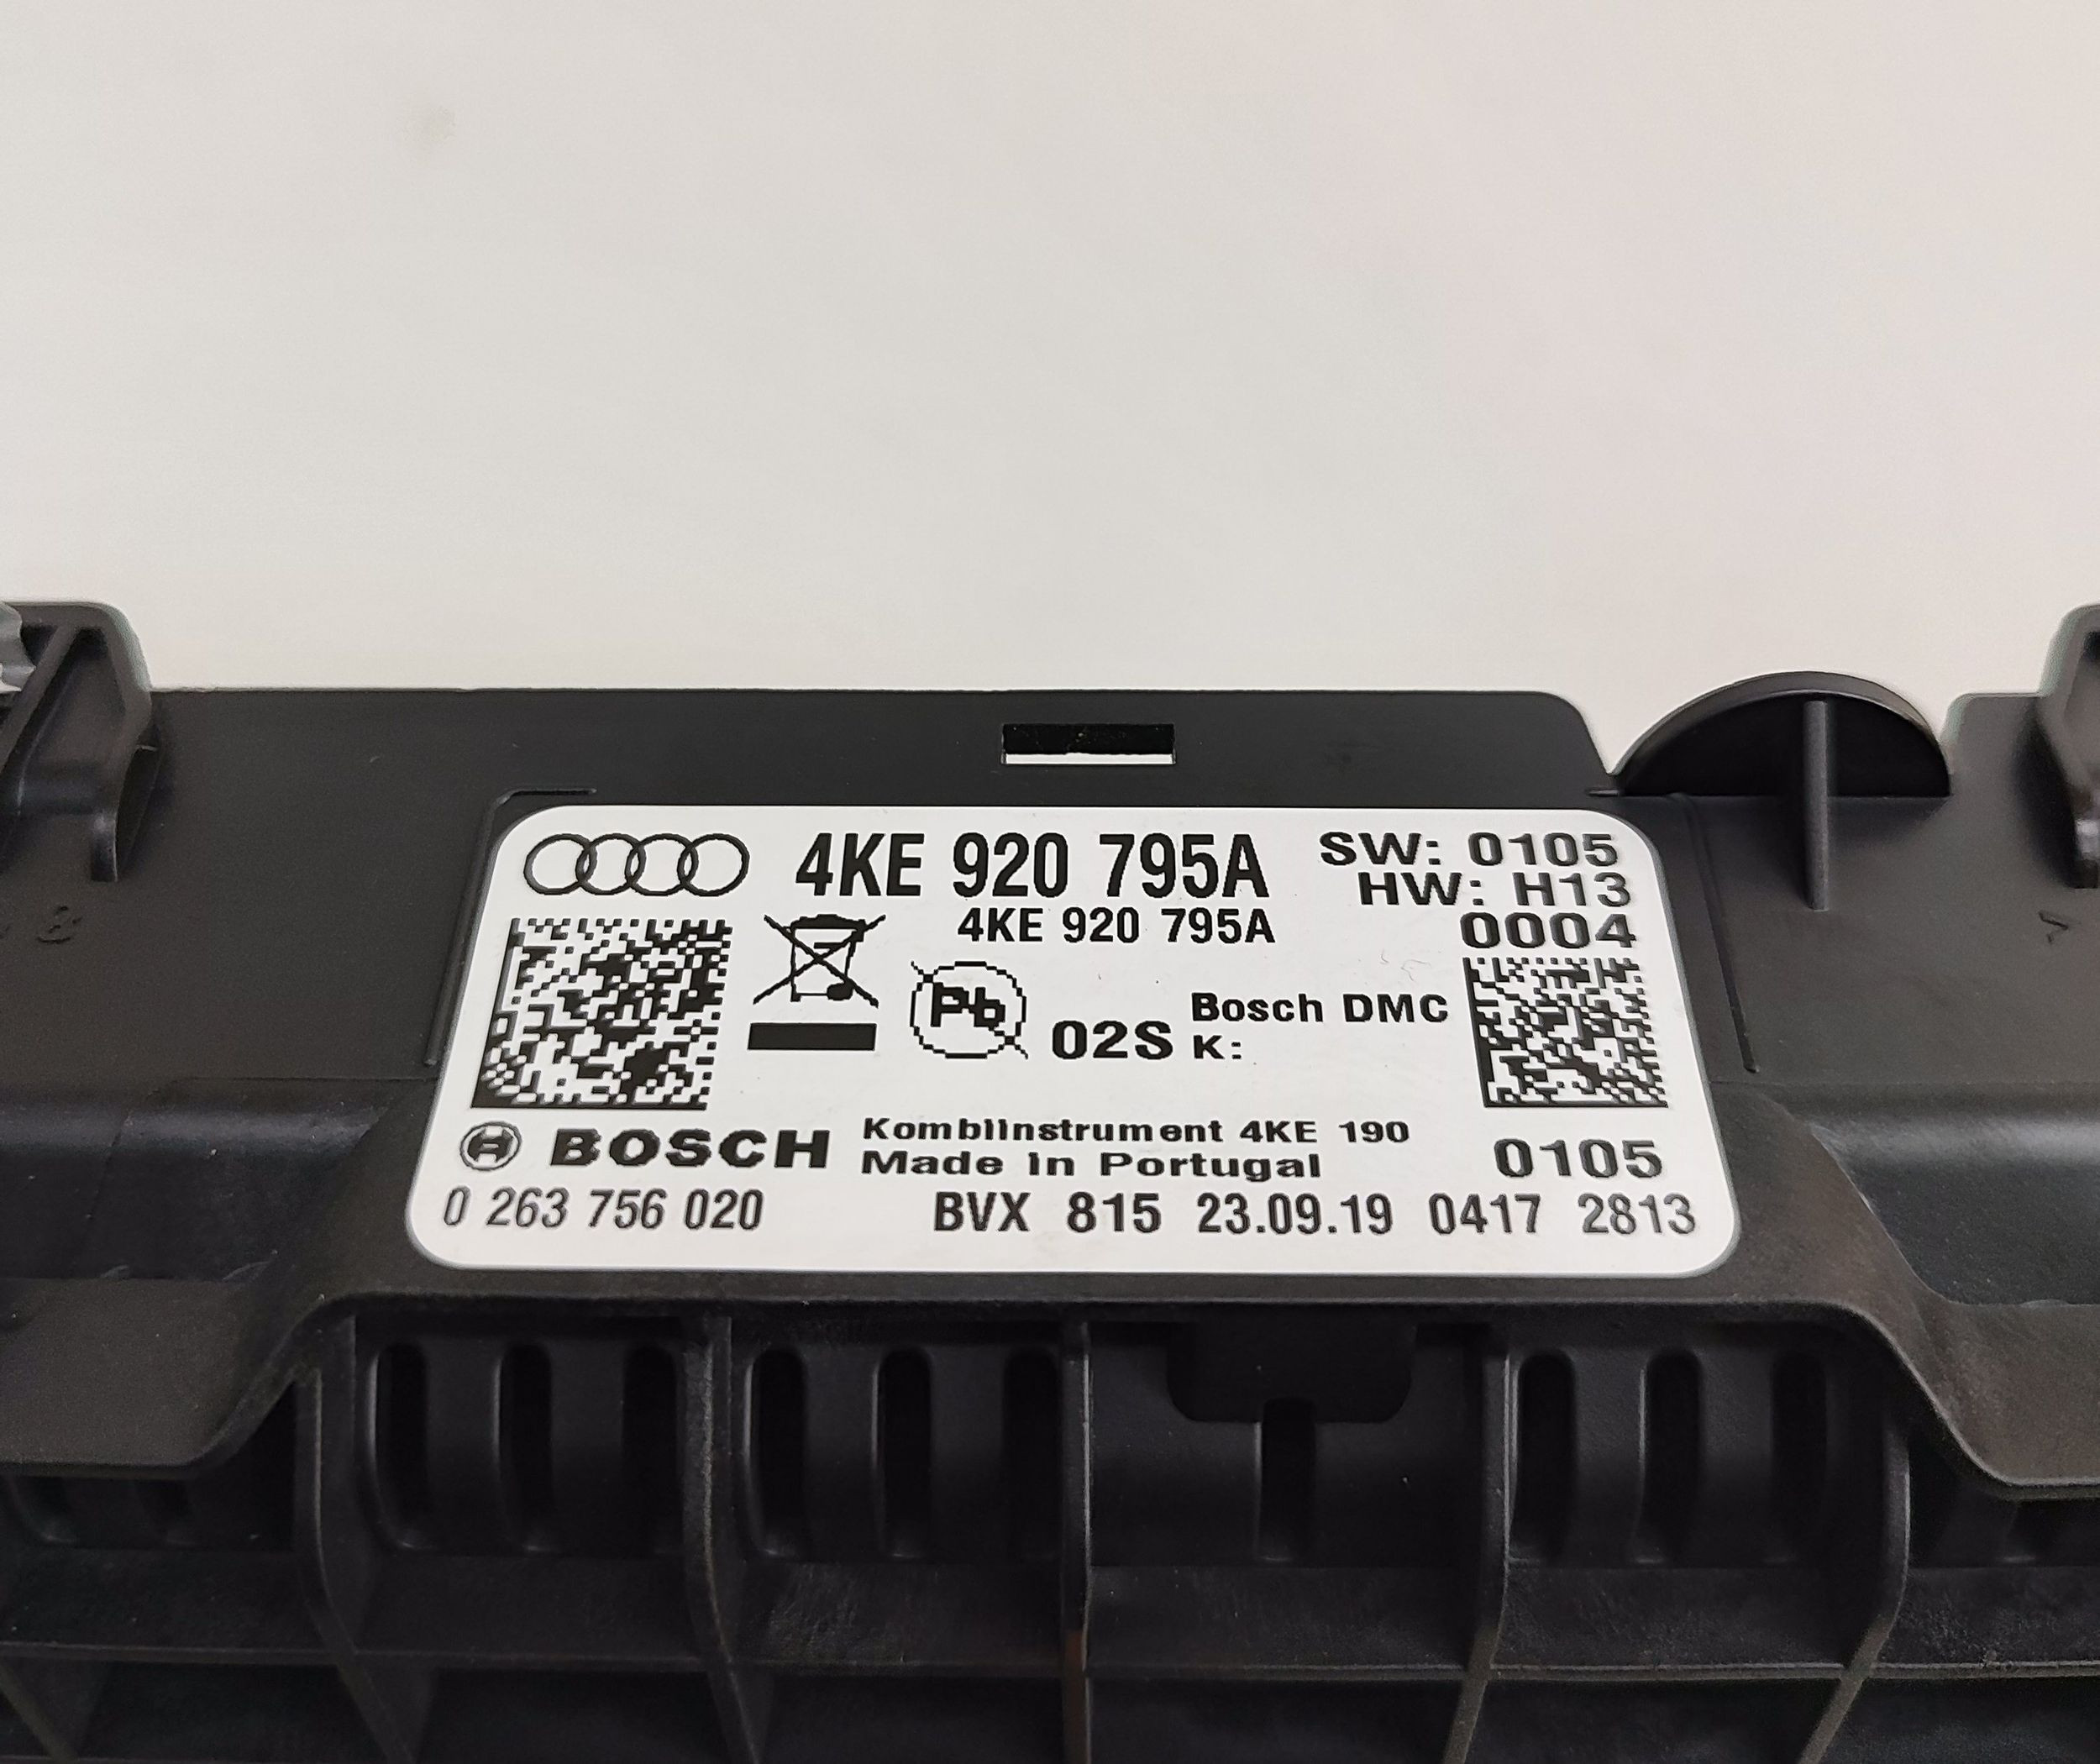 4KE 920 795A
SW: 0105
HW: H13
4KE 920 795A
0004
Pb
02S
Bosch DMC
K:
BOSCH
KombIInstrument 4KE 190
Made In Portugal
0105
0 263 756 020
BVX 815 23.09.19 0417 2813